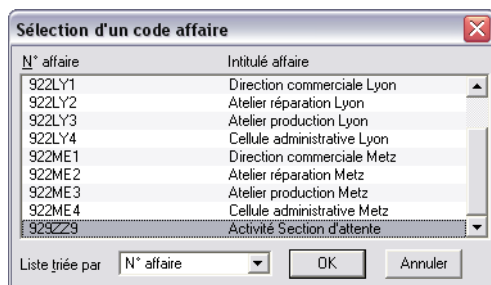 Sélection d'un code affaire
N° affaire Intitulé affaire
922LY1 Direction commerciale Lyon
922LY2 Atelier réparation Lyon
922LY3 Atelier production Lyon
922LY4 Cellule administrative Lyon
922ME1 Direction commerciale Metz
922ME2 Atelier réparation Metz
922ME3 Atelier production Metz
922ME4 Cellule administrative Metz
929ZZ9 Activité Section d'attente
Liste triée par N° affaire OK Annuler